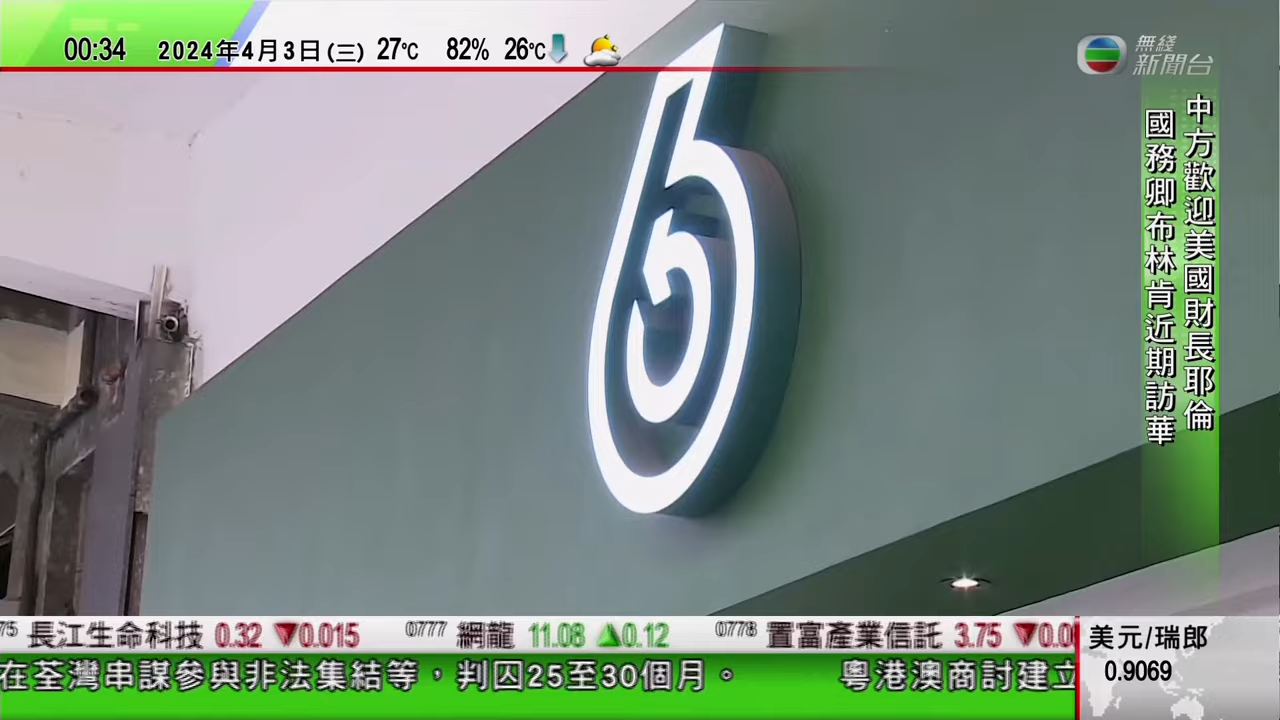 00:34 2024年4月3日(三) 27℃ 82% 26℃
無綫
新聞台
中方歡迎美國財長耶倫
國務卿布林肯近期訪華
75 長江生命科技 0.32 ▼0.015 0777 網龍 11.08 ▲0.12 0778 置富產業信託 3.75 ▼0.0
美元/瑞郎
0.9069
在荃灣串謀參與非法集結等，判囚25至30個月。 粵港澳商討建立